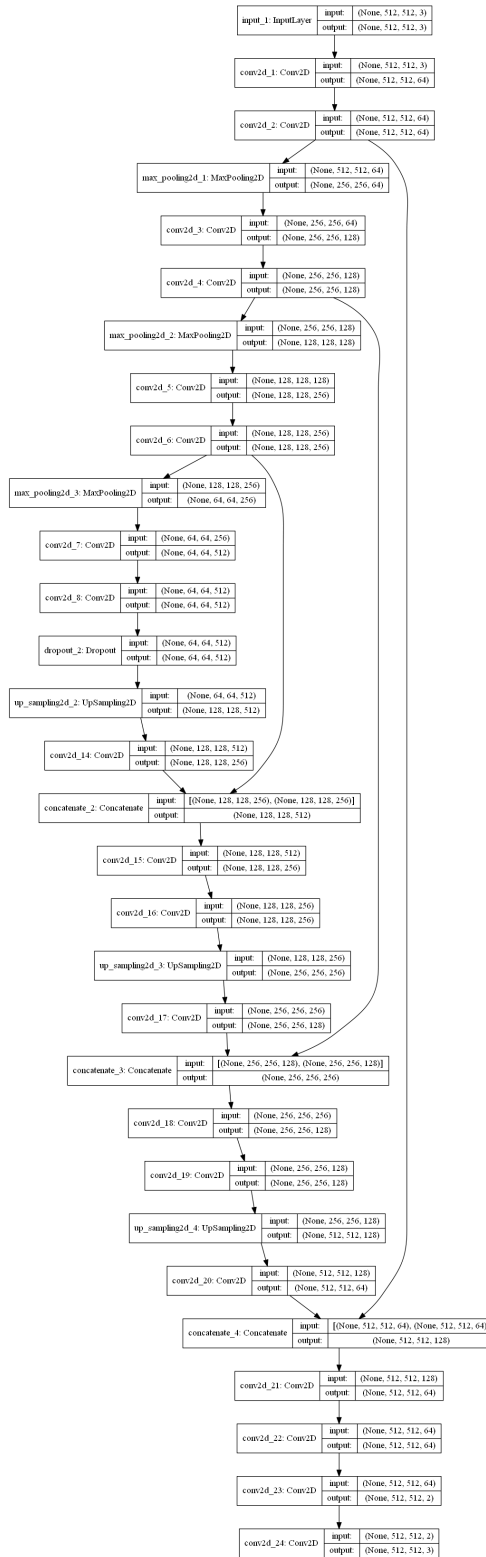 input_1: InputLayer
input: (None, 512, 512, 3)
output: (None, 512, 512, 3)
conv2d_1: Conv2D
input: (None, 512, 512, 3)
output: (None, 512, 512, 64)
conv2d_2: Conv2D
input: (None, 512, 512, 64)
output: (None, 512, 512, 64)
max_pooling2d_1: MaxPooling2D
input: (None, 512, 512, 64)
output: (None, 256, 256, 64)
conv2d_3: Conv2D
input: (None, 256, 256, 64)
output: (None, 256, 256, 128)
conv2d_4: Conv2D
input: (None, 256, 256, 128)
output: (None, 256, 256, 128)
max_pooling2d_2: MaxPooling2D
input: (None, 256, 256, 128)
output: (None, 128, 128, 128)
conv2d_5: Conv2D
input: (None, 128, 128, 128)
output: (None, 128, 128, 256)
conv2d_6: Conv2D
input: (None, 128, 128, 256)
output: (None, 128, 128, 256)
max_pooling2d_3: MaxPooling2D
input: (None, 128, 128, 256)
output: (None, 64, 64, 256)
conv2d_7: Conv2D
input: (None, 64, 64, 256)
output: (None, 64, 64, 512)
conv2d_8: Conv2D
input: (None, 64, 64, 512)
output: (None, 64, 64, 512)
dropout_2: Dropout
input: (None, 64, 64, 512)
output: (None, 64, 64, 512)
up_sampling2d_2: UpSampling2D
input: (None, 64, 64, 512)
output: (None, 128, 128, 512)
conv2d_14: Conv2D
input: (None, 128, 128, 512)
output: (None, 128, 128, 256)
concatenate_2: Concatenate
input: [(None, 128, 128, 256), (None, 128, 128, 256)]
output: (None, 128, 128, 512)
conv2d_15: Conv2D
input: (None, 128, 128, 512)
output: (None, 128, 128, 256)
conv2d_16: Conv2D
input: (None, 128, 128, 256)
output: (None, 128, 128, 256)
up_sampling2d_3: UpSampling2D
input: (None, 128, 128, 256)
output: (None, 256, 256, 256)
conv2d_17: Conv2D
input: (None, 256, 256, 256)
output: (None, 256, 256, 128)
concatenate_3: Concatenate
input: [(None, 256, 256, 128), (None, 256, 256, 128)]
output: (None, 256, 256, 256)
conv2d_18: Conv2D
input: (None, 256, 256, 256)
output: (None, 256, 256, 128)
conv2d_19: Conv2D
input: (None, 256, 256, 128)
output: (None, 256, 256, 128)
up_sampling2d_4: UpSampling2D
input: (None, 256, 256, 128)
output: (None, 512, 512, 128)
conv2d_20: Conv2D
input: (None, 512, 512, 128)
output: (None, 512, 512, 64)
concatenate_4: Concatenate
input: [(None, 512, 512, 64), (None, 512, 512, 64)
output: (None, 512, 512, 128)
conv2d_21: Conv2D
input: (None, 512, 512, 128)
output: (None, 512, 512, 64)
conv2d_22: Conv2D
input: (None, 512, 512, 64)
output: (None, 512, 512, 64)
conv2d_23: Conv2D
input: (None, 512, 512, 64)
output: (None, 512, 512, 2)
conv2d_24: Conv2D
input: (None, 512, 512, 2)
output: (None, 512, 512, 3)